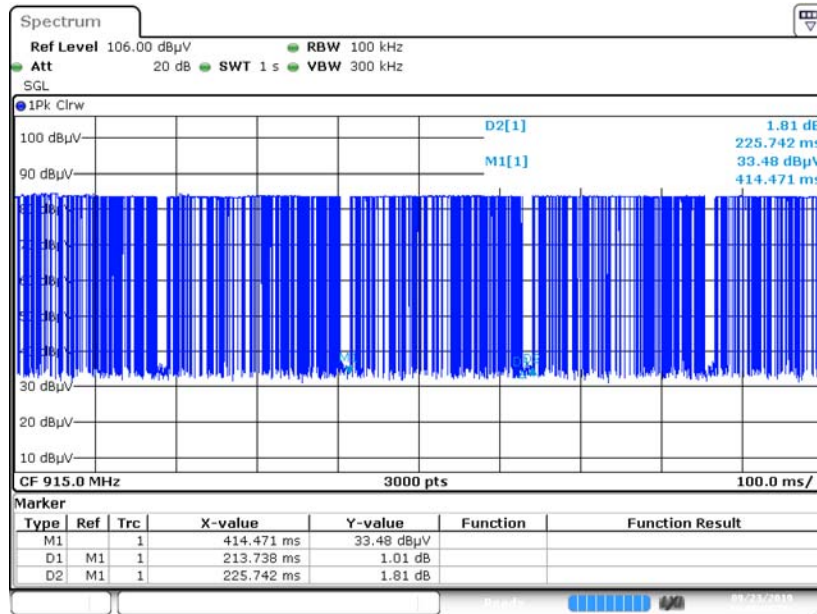 Spectrum
Ref Level 106.00 dBµV RBW 100 kHz
Att 20 dB SWT 1 s VBW 300 kHz
SGL
1Pk Clrw
D2[1] 1.81 dB
225.742 ms
M1[1] 33.48 dBµV
414.471 ms
100 dBµV
90 dBµV
30 dBµV
20 dBµV
10 dBµV
CF 915.0 MHz 3000 pts 100.0 ms/
Marker
Type Ref Trc X-value Y-value Function Function Result
M1 1 414.471 ms 33.48 dBµV
D1 M1 1 213.738 ms 1.01 dB
D2 M1 1 225.742 ms 1.81 dB